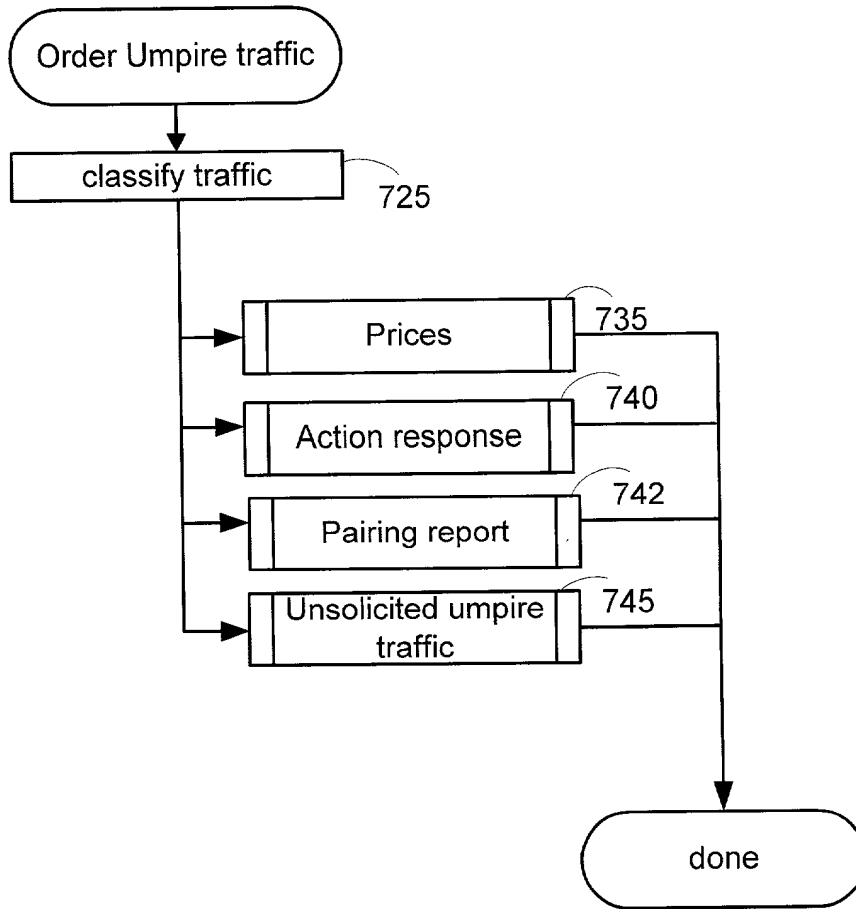 Order Umpire traffic
classify traffic
725
Prices
735
Action response
740
Pairing report
742
Unsolicited umpire
traffic
745
done